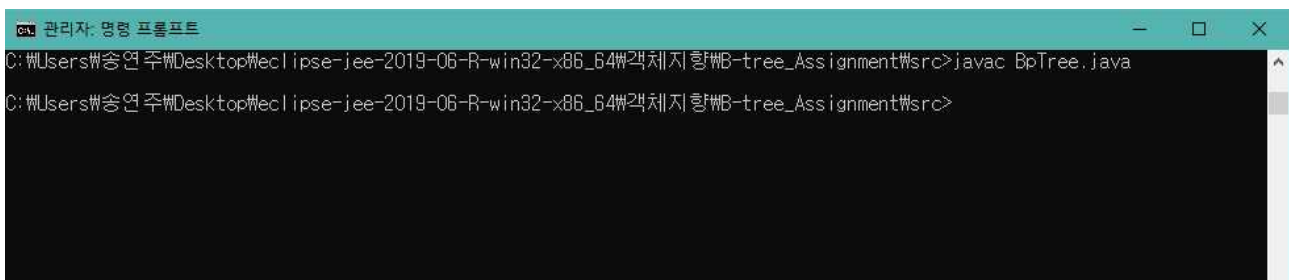 관리자: 명령 프롬프트
C:₩Users₩송연주₩Desktop₩eclipse-jee-2019-06-R-win32-x86_64₩객체지향₩B-tree_Assignment₩src>javac BpTree.java
C:₩Users₩송연주₩Desktop₩eclipse-jee-2019-06-R-win32-x86_64₩객체지향₩B-tree_Assignment₩src>